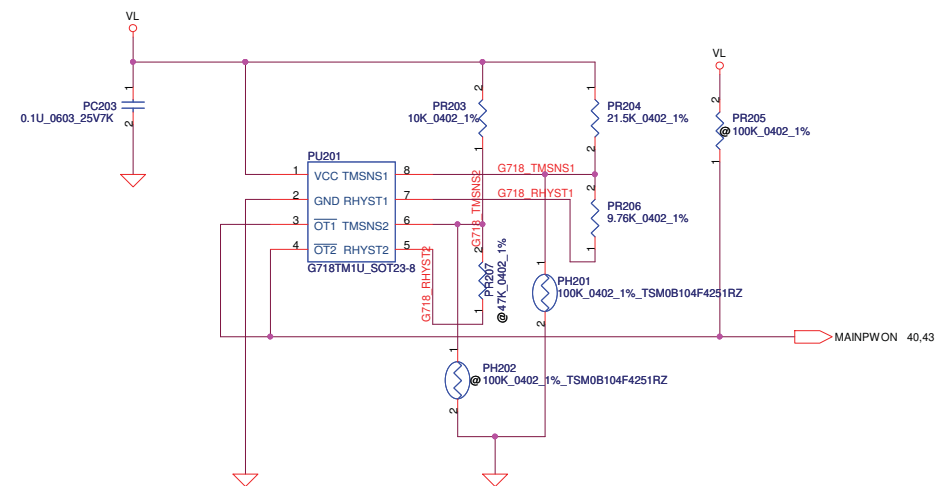 VL
VL
1
PC203
0.1U_0603_25V7K
2
2
PR203
10K_0402_1%
1
1
PR204
21.5K_0402_1%
2
2
PR205
@ 100K_0402_1%
1
PU201
1 VCC TMSNS1 8
2 GND RHYST1 7
3 OT1 TMSNS2 6
4 OT2 RHYST2 5
G718TM1U_SOT23-8
G718_TMSNS1
G718_RHYST1
G718_TMSNS2
G718_RHYST2
2
PR206
9.76K_0402_1%
1
2
PR207
@47K_0402_1%
1
1
PH201
100K_0402_1%_TSM0B104F4251RZ
2
MAINPWON 40,43
1
PH202
@ 100K_0402_1%_TSM0B104F4251RZ
2